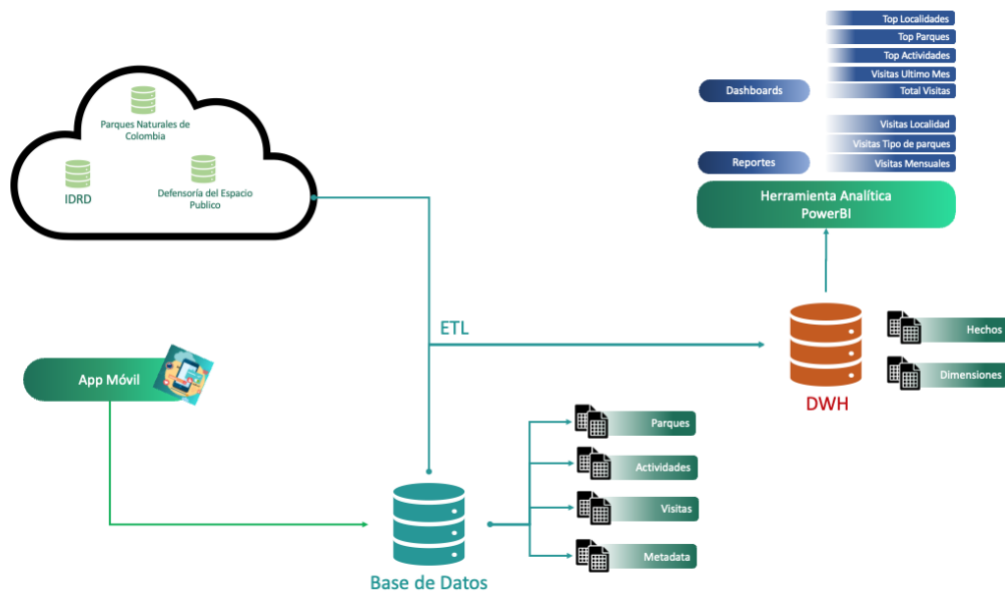 Top Localidades
Top Parques
Top Actividades
Visitas Ultimo Mes
Dashboards
Total Visitas
Visitas Localidad
Visitas Tipo de parques
Reportes
Visitas Mensuales
Herramienta Analítica
PowerBI
Parques Naturales de
Colombia
IDRD
Defensoría del Espacio
Publico
ETL
App Móvil
Hechos
Dimensiones
DWH
Parques
Actividades
Visitas
Metadata
Base de Datos